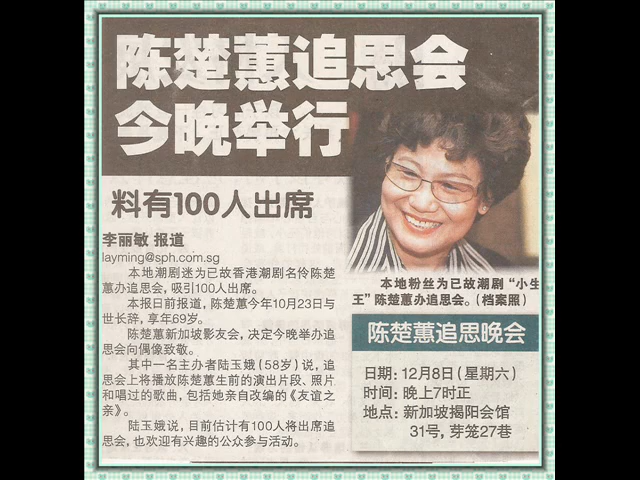 陈楚蕙追思会
今晚举行
料有100人出席
李丽敏 报道
layming@sph.com.sg
本地潮剧迷为已故香港潮剧名伶陈楚
蕙办追思会，吸引100人出席。
本报日前报道，陈楚蕙今年10月23日与
世长辞，享年69岁。
陈楚蕙新加坡影友会，决定今晚举办追
思会向偶像致敬。
其中一名主办者陆玉娥（58岁）说，追
思会上将播放陈楚蕙生前的演出片段、照片
和唱过的歌曲，包括她亲自改编的《友谊之
亲》。
陆玉娥说，目前估计有100人将出席
追思会，也欢迎有兴趣的公众参与活动。
本地粉丝为已故潮剧“小生
王”陈楚蕙办追思会。（档案照）
陈楚蕙追思晚会
日期：12月8日（星期六）
时间：晚上7时正
地点：新加坡揭阳会馆
31号，芽笼27巷